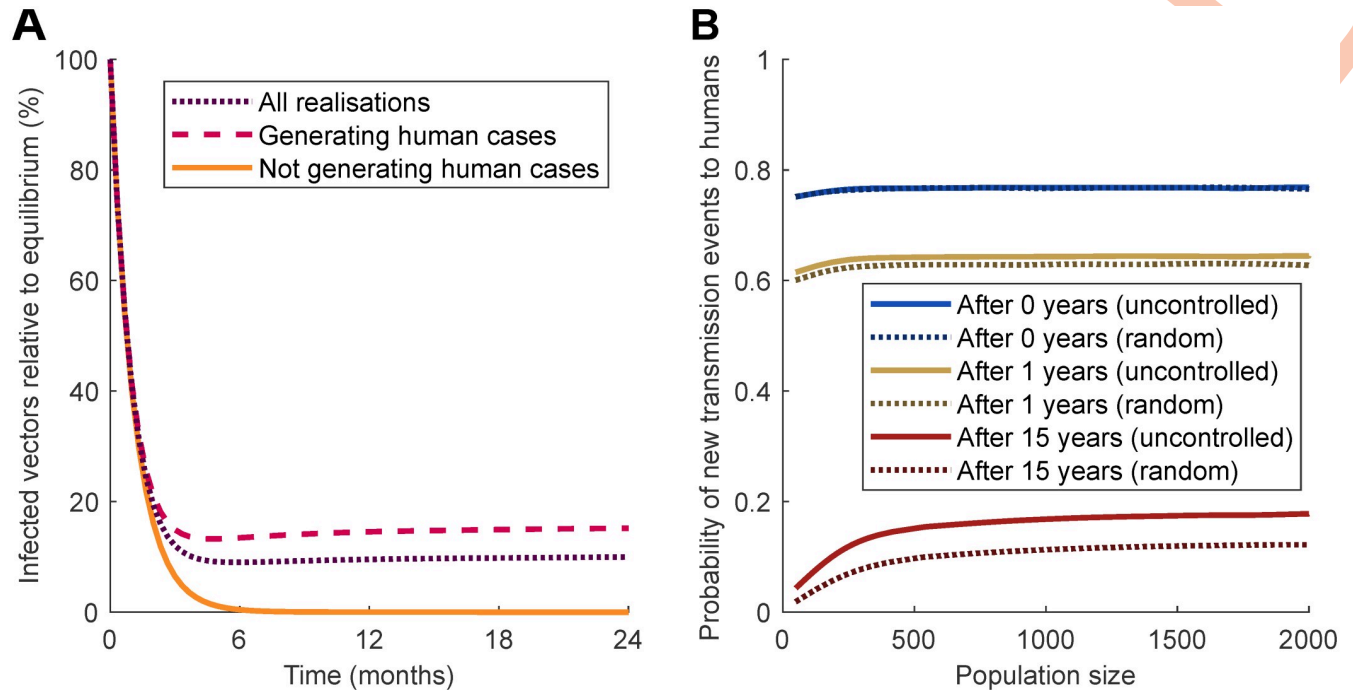 A
Infected vectors relative to equilibrium (%)
100
80
60
40
20
0
All realisations
Generating human cases
Not generating human cases
0 6 12 18 24
Time (months)
B
Probability of new transmission events to humans
1
0.8
0.6
0.4
0.2
0
After 0 years (uncontrolled)
After 0 years (random)
After 1 years (uncontrolled)
After 1 years (random)
After 15 years (uncontrolled)
After 15 years (random)
0 500 1000 1500 2000
Population size